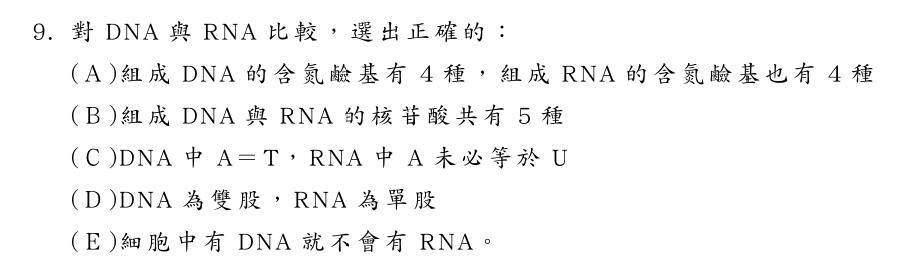 9. 對 DNA 與 RNA 比較，選出正確的：
(A)組成 DNA 的含氮鹼基有 4 種，組成 RNA 的含氮鹼基也有 4 種
(B)組成 DNA 與 RNA 的核苷酸共有 5 種
(C)DNA 中 A＝T，RNA 中 A 未必等於 U
(D)DNA 為雙股，RNA 為單股
(E)細胞中有 DNA 就不會有 RNA。